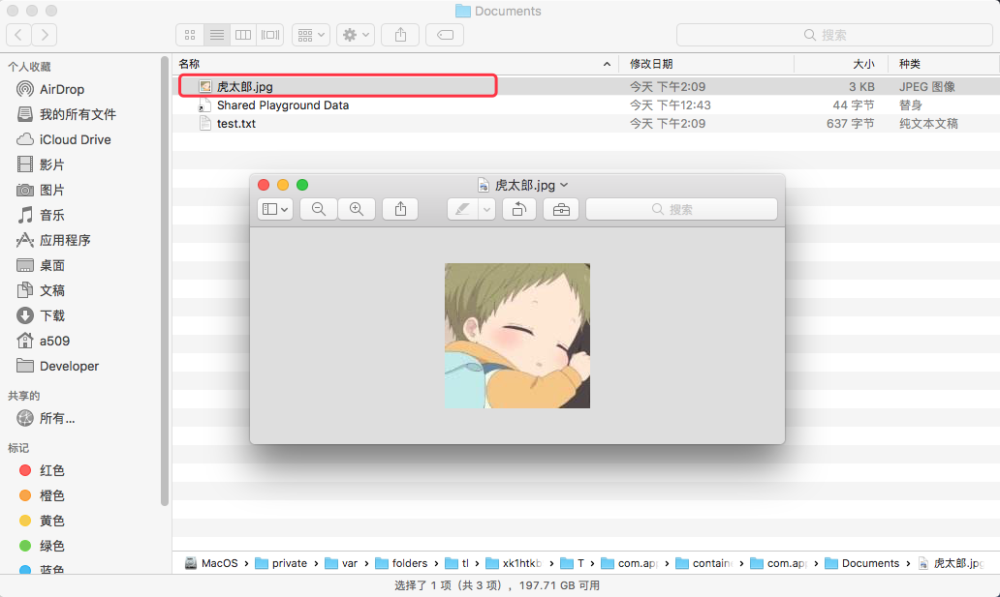 Documents
搜索
个人收藏
AirDrop
我的所有文件
iCloud Drive
影片
图片
音乐
应用程序
桌面
文稿
下载
a509
Developer
共享的
所有...
标记
红色
橙色
黄色
绿色
蓝色
名称 修改日期 大小 种类
虎太郎.jpg 今天 下午2:09 3 KB JPEG 图像
Shared Playground Data 今天 下午12:43 44 字节 替身
test.txt 今天 下午2:09 637 字节 纯文本文稿
虎太郎.jpg
搜索
MacOS › private › var › folders › tl › xk1htkb › T › com.ap › contain › com.ap › Documents › 虎太郎.jpg
选择了 1 项（共 3 项），197.71 GB 可用